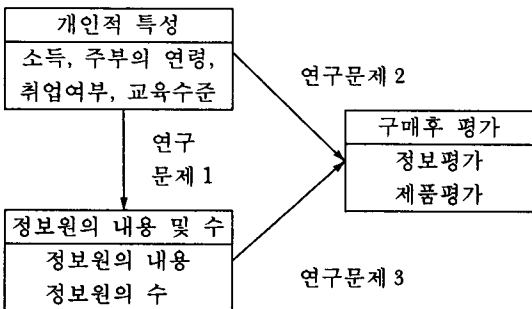 개인적 특성
소득, 주부의 연령,
취업여부, 교육수준
연구문제 2
연구
문제 1
구매후 평가
정보평가
제품평가
정보원의 내용 및 수
정보원의 내용
정보원의 수
연구문제 3